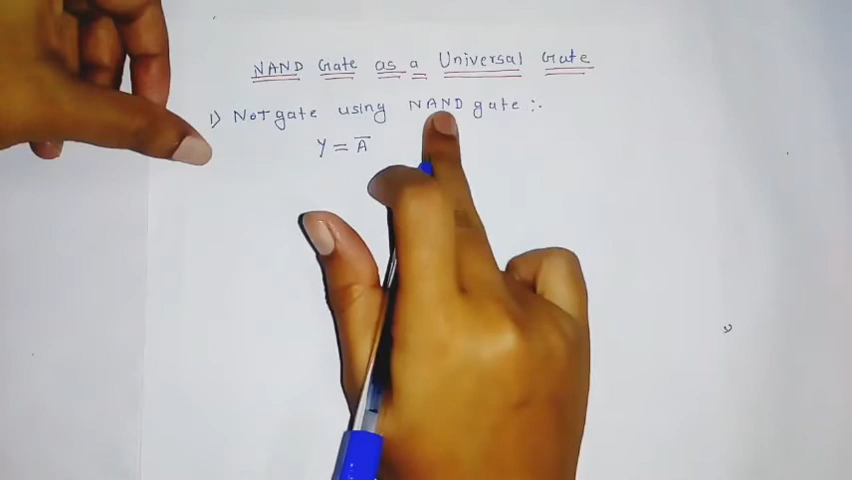 NAND Gate as a Universal Gate
1) NOT gate using NAND gate :-
Y = A̅